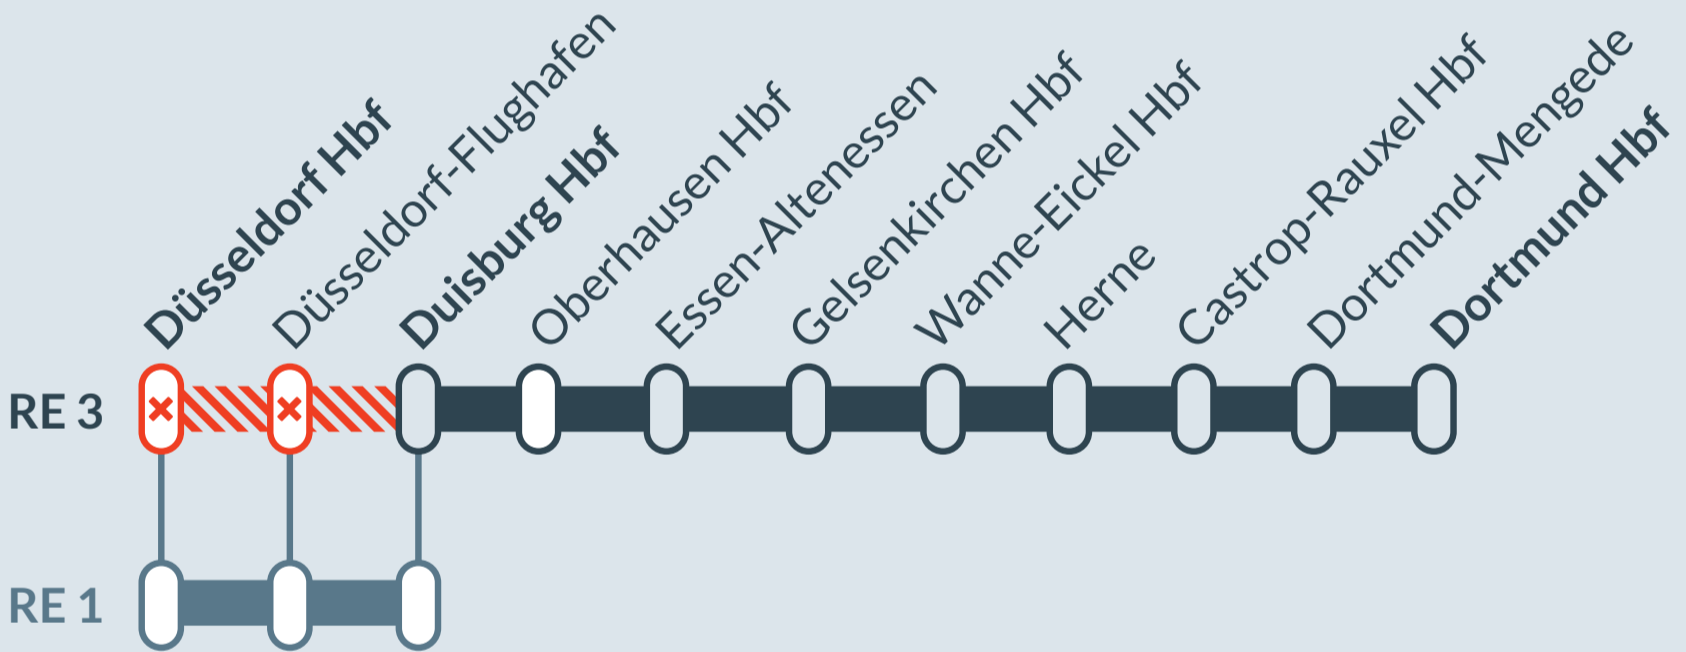 Düsseldorf Hbf
Düsseldorf-Flughafen
Duisburg Hbf
Oberhausen Hbf
Essen-Altenessen
Gelsenkirchen Hbf
Wanne-Eickel Hbf
Herne
Castrop-Rauxel Hbf
Dortmund-Mengede
Dortmund Hbf
RE 3
RE 1